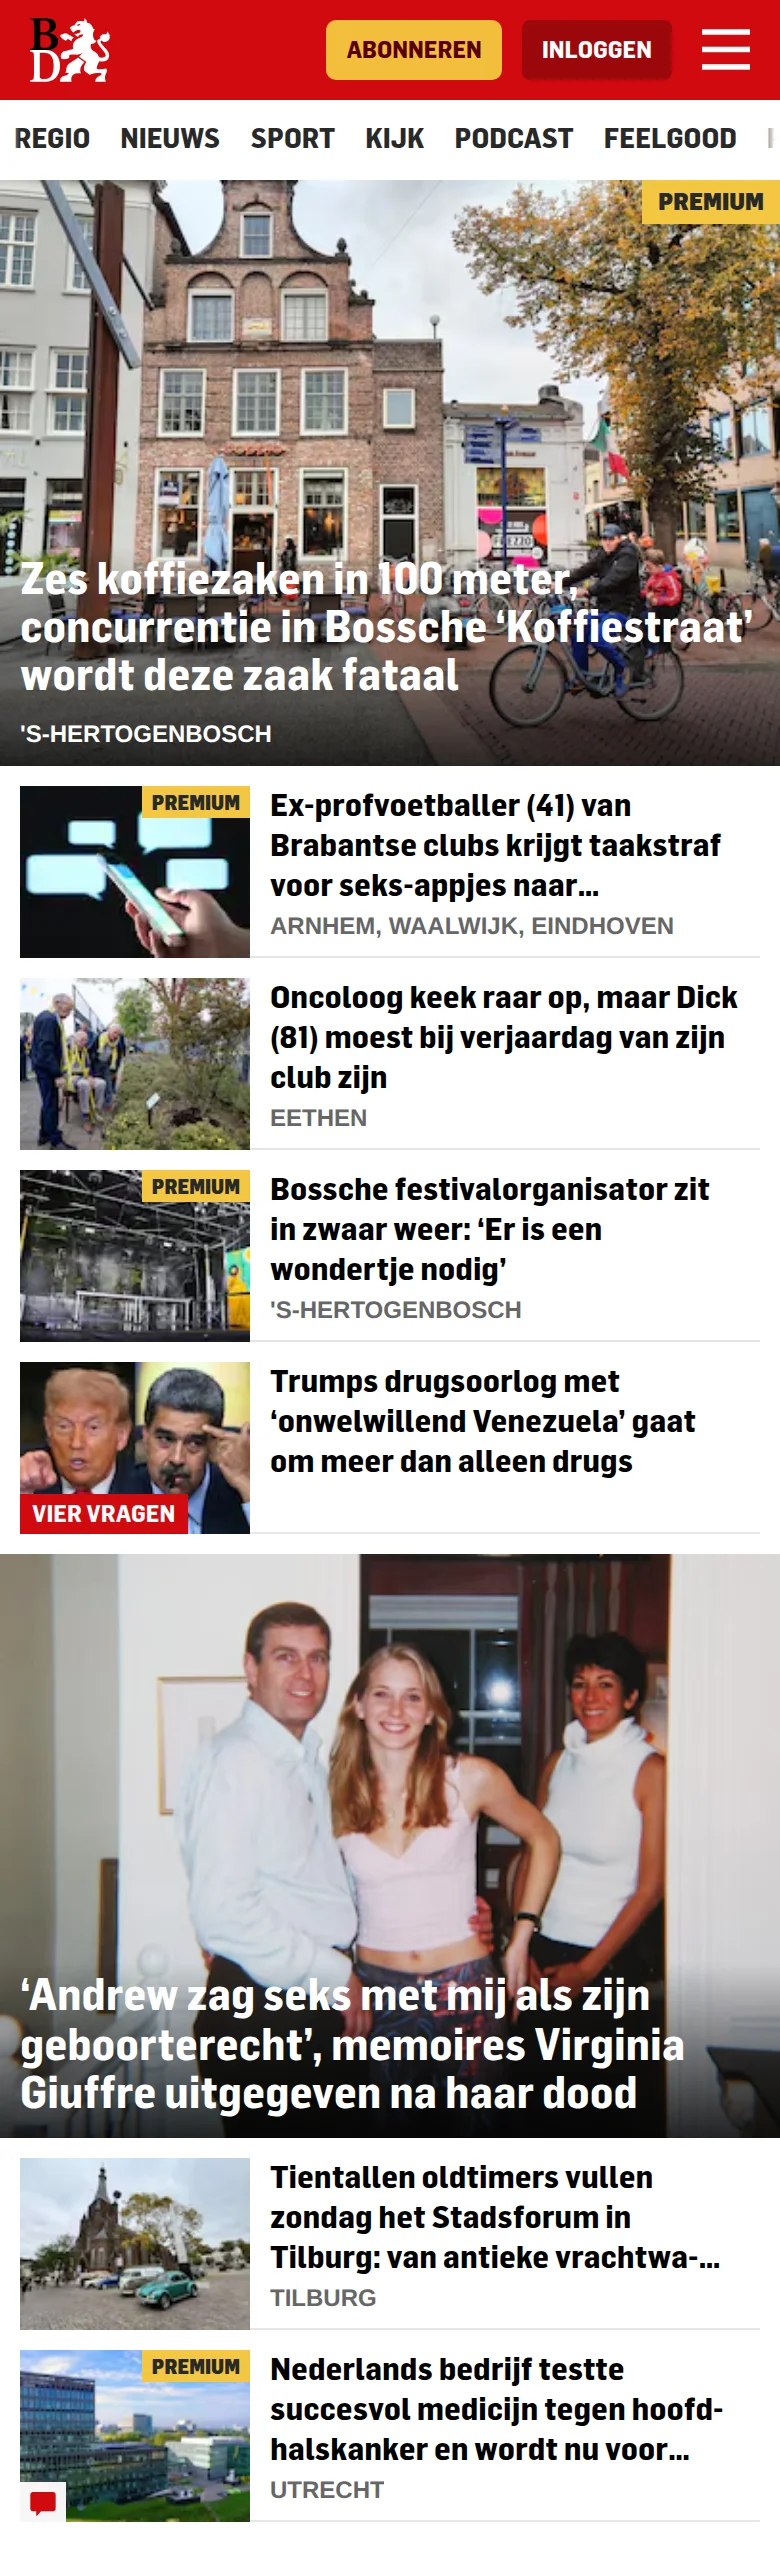 BD
ABONNEREN
INLOGGEN
REGIO NIEUWS SPORT KIJK PODCAST FEELGOOD
PREMIUM
Zes koffiezaken in 100 meter,
concurrentie in Bossche ‘Koffiestraat’
wordt deze zaak fataal
'S-HERTOGENBOSCH
PREMIUM
Ex-profvoetballer (41) van
Brabantse clubs krijgt taakstraf
voor seks-appjes naar...
ARNHEM, WAALWIJK, EINDHOVEN
Oncoloog keek raar op, maar Dick
(81) moest bij verjaardag van zijn
club zijn
EETHEN
PREMIUM
Bossche festivalorganisator zit
in zwaar weer: ‘Er is een
wondertje nodig’
'S-HERTOGENBOSCH
VIER VRAGEN
Trumps drugsoorlog met
‘onwelwillend Venezuela’ gaat
om meer dan alleen drugs
‘Andrew zag seks met mij als zijn
geboorterecht’, memoires Virginia
Giuffre uitgegeven na haar dood
Tientallen oldtimers vullen
zondag het Stadsforum in
Tilburg: van antieke vrachtwa-...
TILBURG
PREMIUM
Nederlands bedrijf testte
succesvol medicijn tegen hoofd-
halskanker en wordt nu voor...
UTRECHT